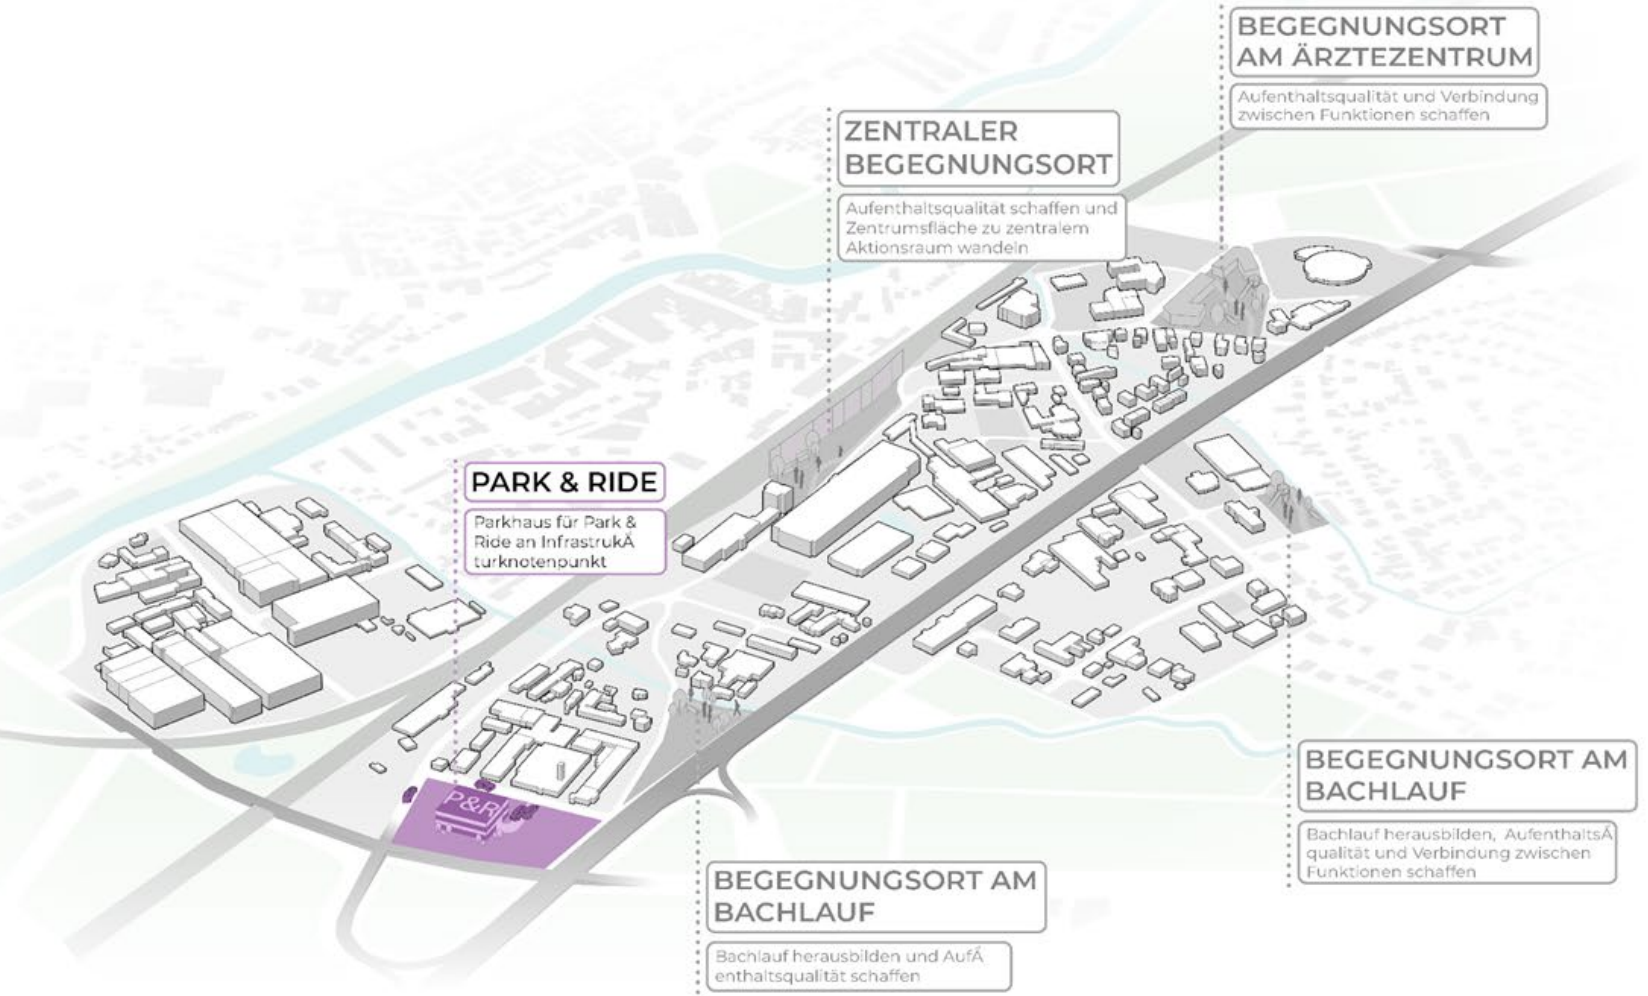 BEGEGNUNGSORT
AM ÄRZTEZENTRUM
Aufenthaltsqualität und Verbindung
zwischen Funktionen schaffen
ZENTRALER
BEGEGNUNGSORT
Aufenthaltsqualität schaffen und
Zentrumsfläche zu zentralem
Aktionsraum wandeln
PARK & RIDE
Parkhaus für Park &
Ride an InfrastrukÂ
turknotenpunkt
P&R
BEGEGNUNGSORT AM
BACHLAUF
Bachlauf herausbilden, AufenthaltsÂ
qualität und Verbindung zwischen
Funktionen schaffen
BEGEGNUNGSORT AM
BACHLAUF
Bachlauf herausbilden und AufÂ
enthaltsqualität schaffen